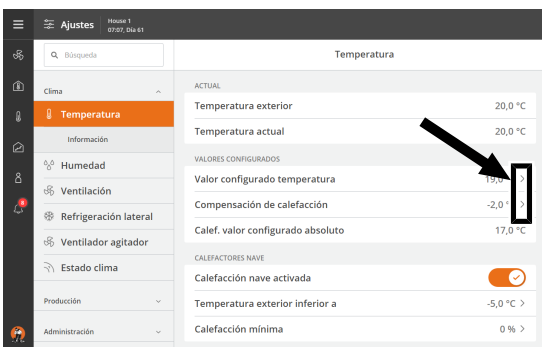 Ajustes
House 1
07:07, Día 61
Búsqueda
Temperatura
Clima
Temperatura
Información
Humedad
Ventilación
Refrigeración lateral
Ventilador agitador
Estado clima
Producción
Administración
8
ACTUAL
Temperatura exterior 20,0 °C
Temperatura actual 20,0 °C
VALORES CONFIGURADOS
Valor configurado temperatura 19,0 >
Compensación de calefacción -2,0 ° >
Calef. valor configurado absoluto 17,0 °C
CALEFACTORES NAVE
Calefacción nave activada
Temperatura exterior inferior a -5,0 °C >
Calefacción mínima 0 % >